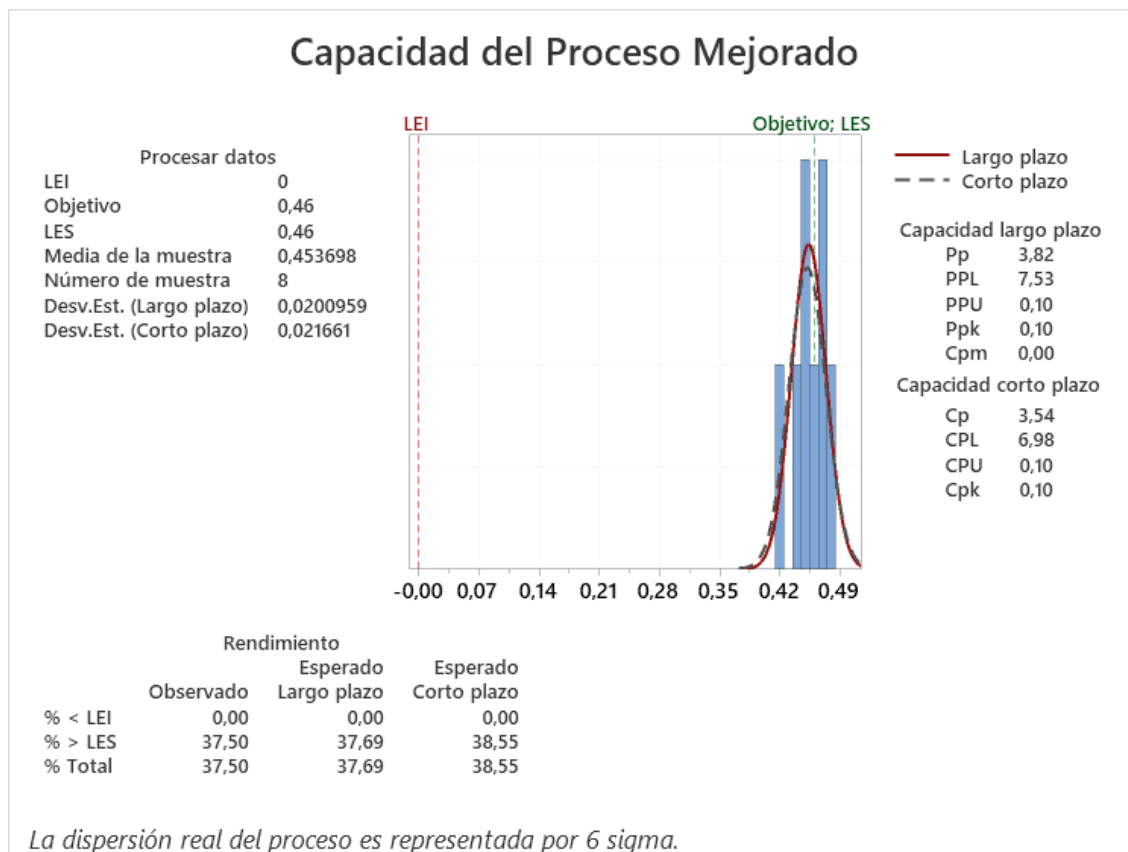 Capacidad del Proceso Mejorado
LEI
Objetivo; LES
Procesar datos
LEI 0
Objetivo 0,46
LES 0,46
Media de la muestra 0,453698
Número de muestra 8
Desv.Est. (Largo plazo) 0,0200959
Desv.Est. (Corto plazo) 0,021661
Largo plazo
Corto plazo
Capacidad largo plazo
Pp 3,82
PPL 7,53
PPU 0,10
Ppk 0,10
Cpm 0,00
Capacidad corto plazo
Cp 3,54
CPL 6,98
CPU 0,10
Cpk 0,10
-0,00 0,07 0,14 0,21 0,28 0,35 0,42 0,49
Rendimiento
Esperado Esperado
Observado Largo plazo Corto plazo
% < LEI 0,00 0,00 0,00
% > LES 37,50 37,69 38,55
% Total 37,50 37,69 38,55
La dispersión real del proceso es representada por 6 sigma.